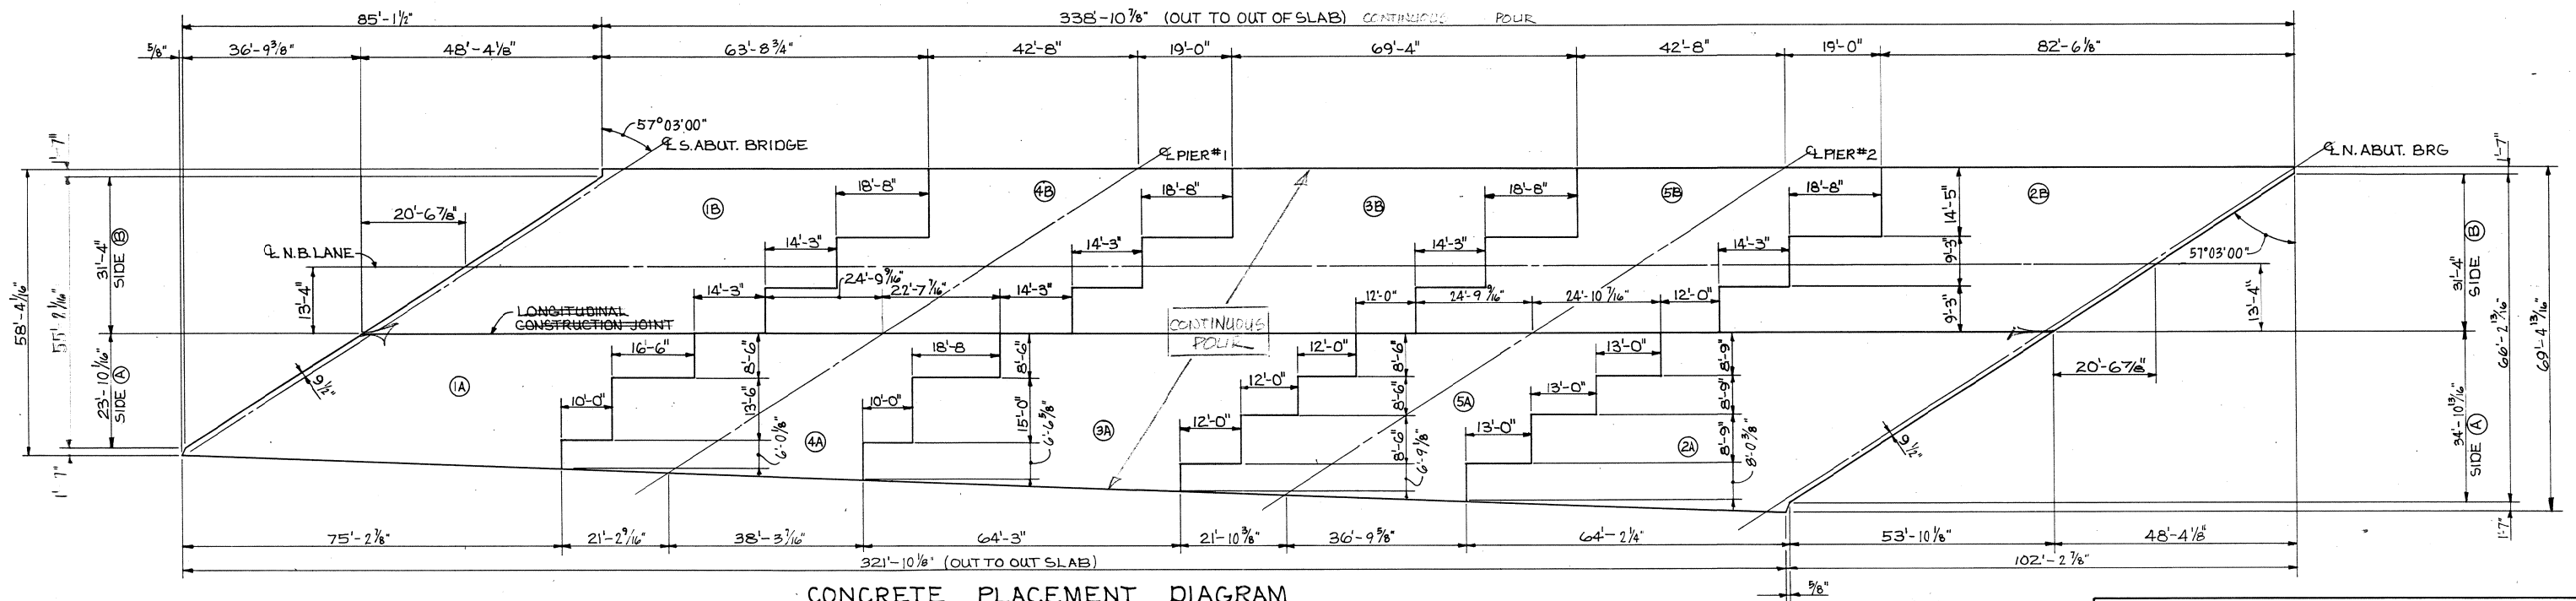 85'-1½"
338'-10⅞" (OUT TO OUT OF SLAB) CONTINUOUS POUR
⅝" 36'-9⅜" 48'-4⅛" 63'-8¾" 42'-8" 19'-0" 69'-4" 42'-8" 19'-0" 82'-6⅛"
57°03'00"
℄ S. ABUT. BRIDGE
℄ PIER #1
℄ PIER #2
℄ N. ABUT. BRG
1'-7"
1'-7"
18'-8" 18'-8" 18'-8" 18'-8"
1B 4B 3B 5B 2B
20'-6⅞"
14'-5"
58'-4 1/16"
55'-2 1/16"
31'-4"
SIDE B
℄ N.B. LANE
14'-3" 14'-3" 14'-3" 14'-3"
9'-3"
57°03'00"
31'-4"
SIDE B
66'-2 13/16"
69'-4 13/16"
13'-4"
24'-9 9/16"
14'-3" 22'-7 7/16" 14'-3"
12'-0" 24'-9 9/16" 24'-10 7/16" 12'-0"
9'-3"
13'-4"
LONGITUDINAL
CONSTRUCTION JOINT
CONTINUOUS
POUR
23'-10 1/16"
SIDE A
16'-6" 8'-6"
18'-8 8'-6"
12'-0" 8'-6"
13'-0" 8'-9"
20'-6⅞"
9½"
1A
10'-0" 13'-6"
10'-0" 15'-0"
12'-0" 8'-6"
13'-0" 8'-9"
5A
12'-0" 8'-6"
13'-0" 8'-9"
4A 3A 2A
6'-0⅛"
6'-6⅝"
6'-9⅛"
8'-0⅜"
9½"
34'-10 13/16"
SIDE A
1'-7"
1'-7"
75'-2⅞" 21'-2 9/16" 38'-3 7/16" 64'-3" 21'-10⅜" 36'-9⅝" 64'-2¼" 53'-10⅛" 48'-4⅛"
321'-10⅛" (OUT TO OUT SLAB)
102'-2⅞"
⅝"
CONCRETE PLACEMENT DIAGRAM